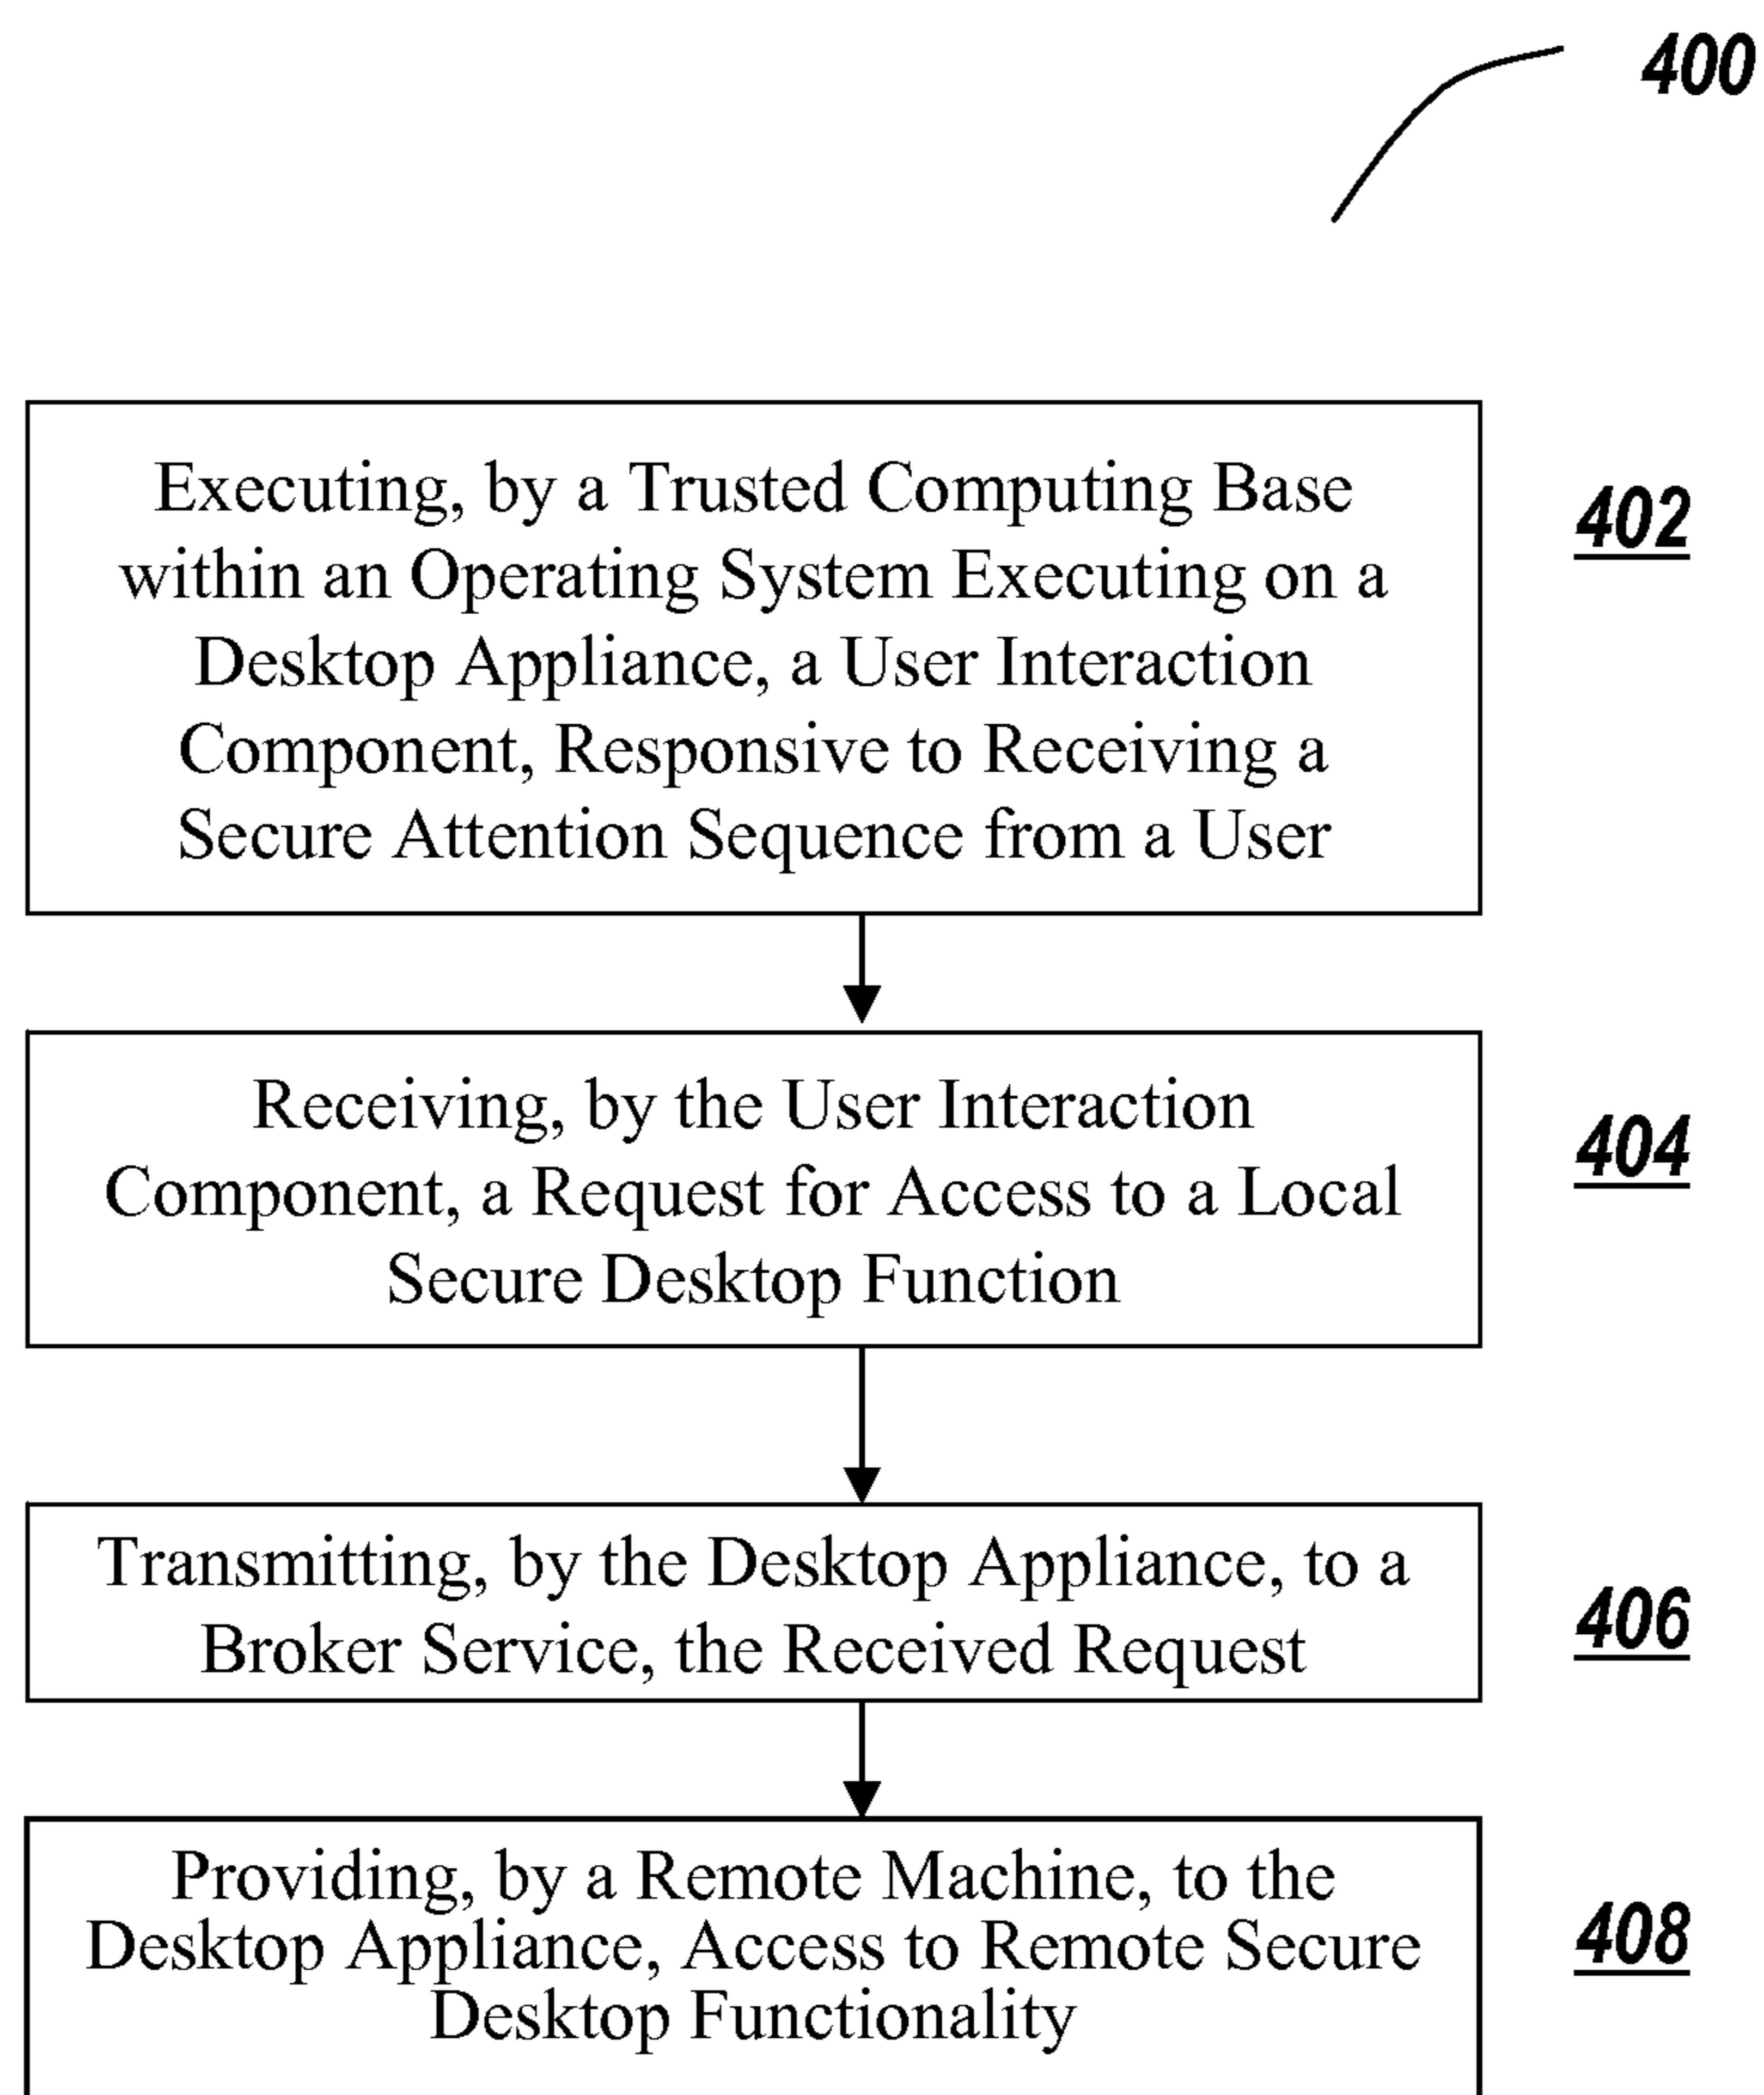 400
Executing, by a Trusted Computing Base
within an Operating System Executing on a
Desktop Appliance, a User Interaction
Component, Responsive to Receiving a
Secure Attention Sequence from a User
402
Receiving, by the User Interaction
Component, a Request for Access to a Local
Secure Desktop Function
404
Transmitting, by the Desktop Appliance, to a
Broker Service, the Received Request
406
Providing, by a Remote Machine, to the
Desktop Appliance, Access to Remote Secure
Desktop Functionality
408